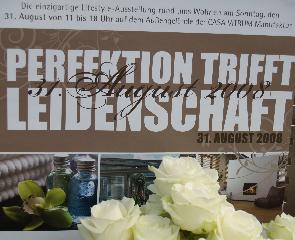 Die einzigartige Lifestyle-Ausstellung rund ums Wohnen am Sonntag, den
31. August von 11 bis 18 Uhr auf dem Außengelände der CASA VITRUM Manufaktur.
PERFEKTION TRIFFT
31. August 2008
LEIDENSCHAFT
31. AUGUST 2008